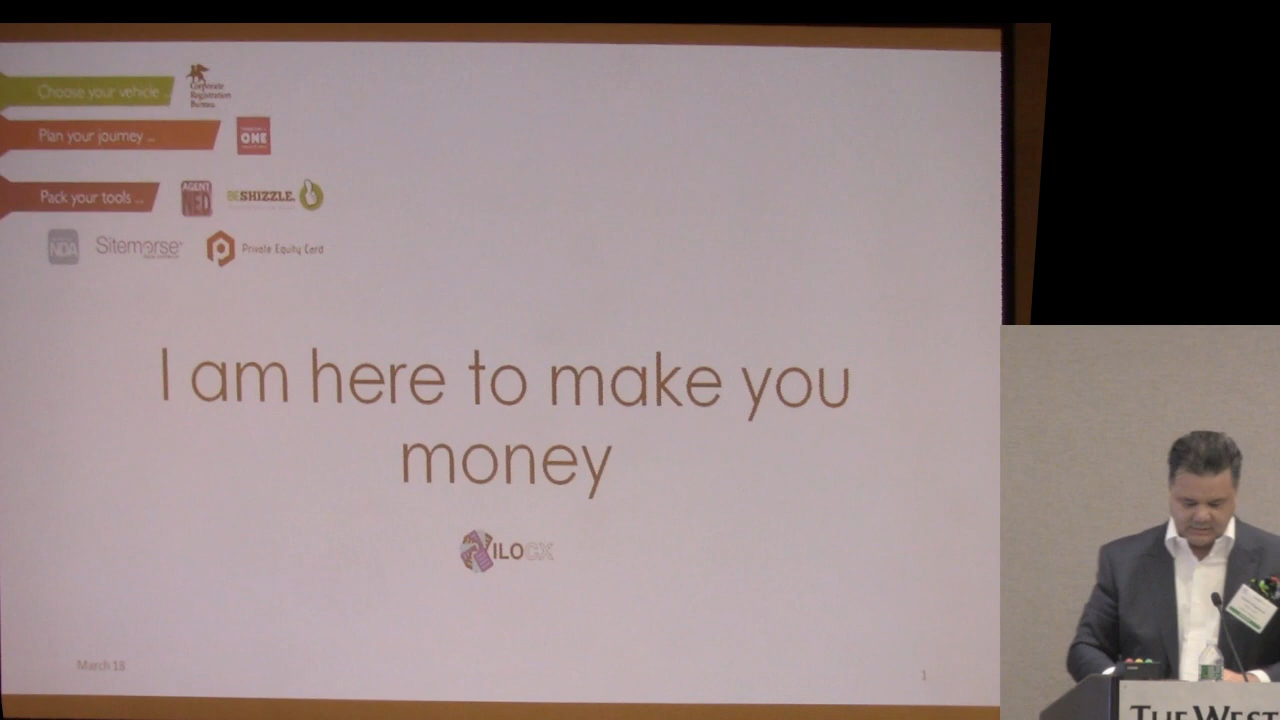 Choose your vehicle ...
Corporate
Registration
Bureau
Plan your journey ...
ONE
Pack your tools ...
AGENT
NED
BESHIZZLE.
NDA
Sitemorse
Private Equity Card
I am here to make you
money
ILOCX
March 18
THE WEST